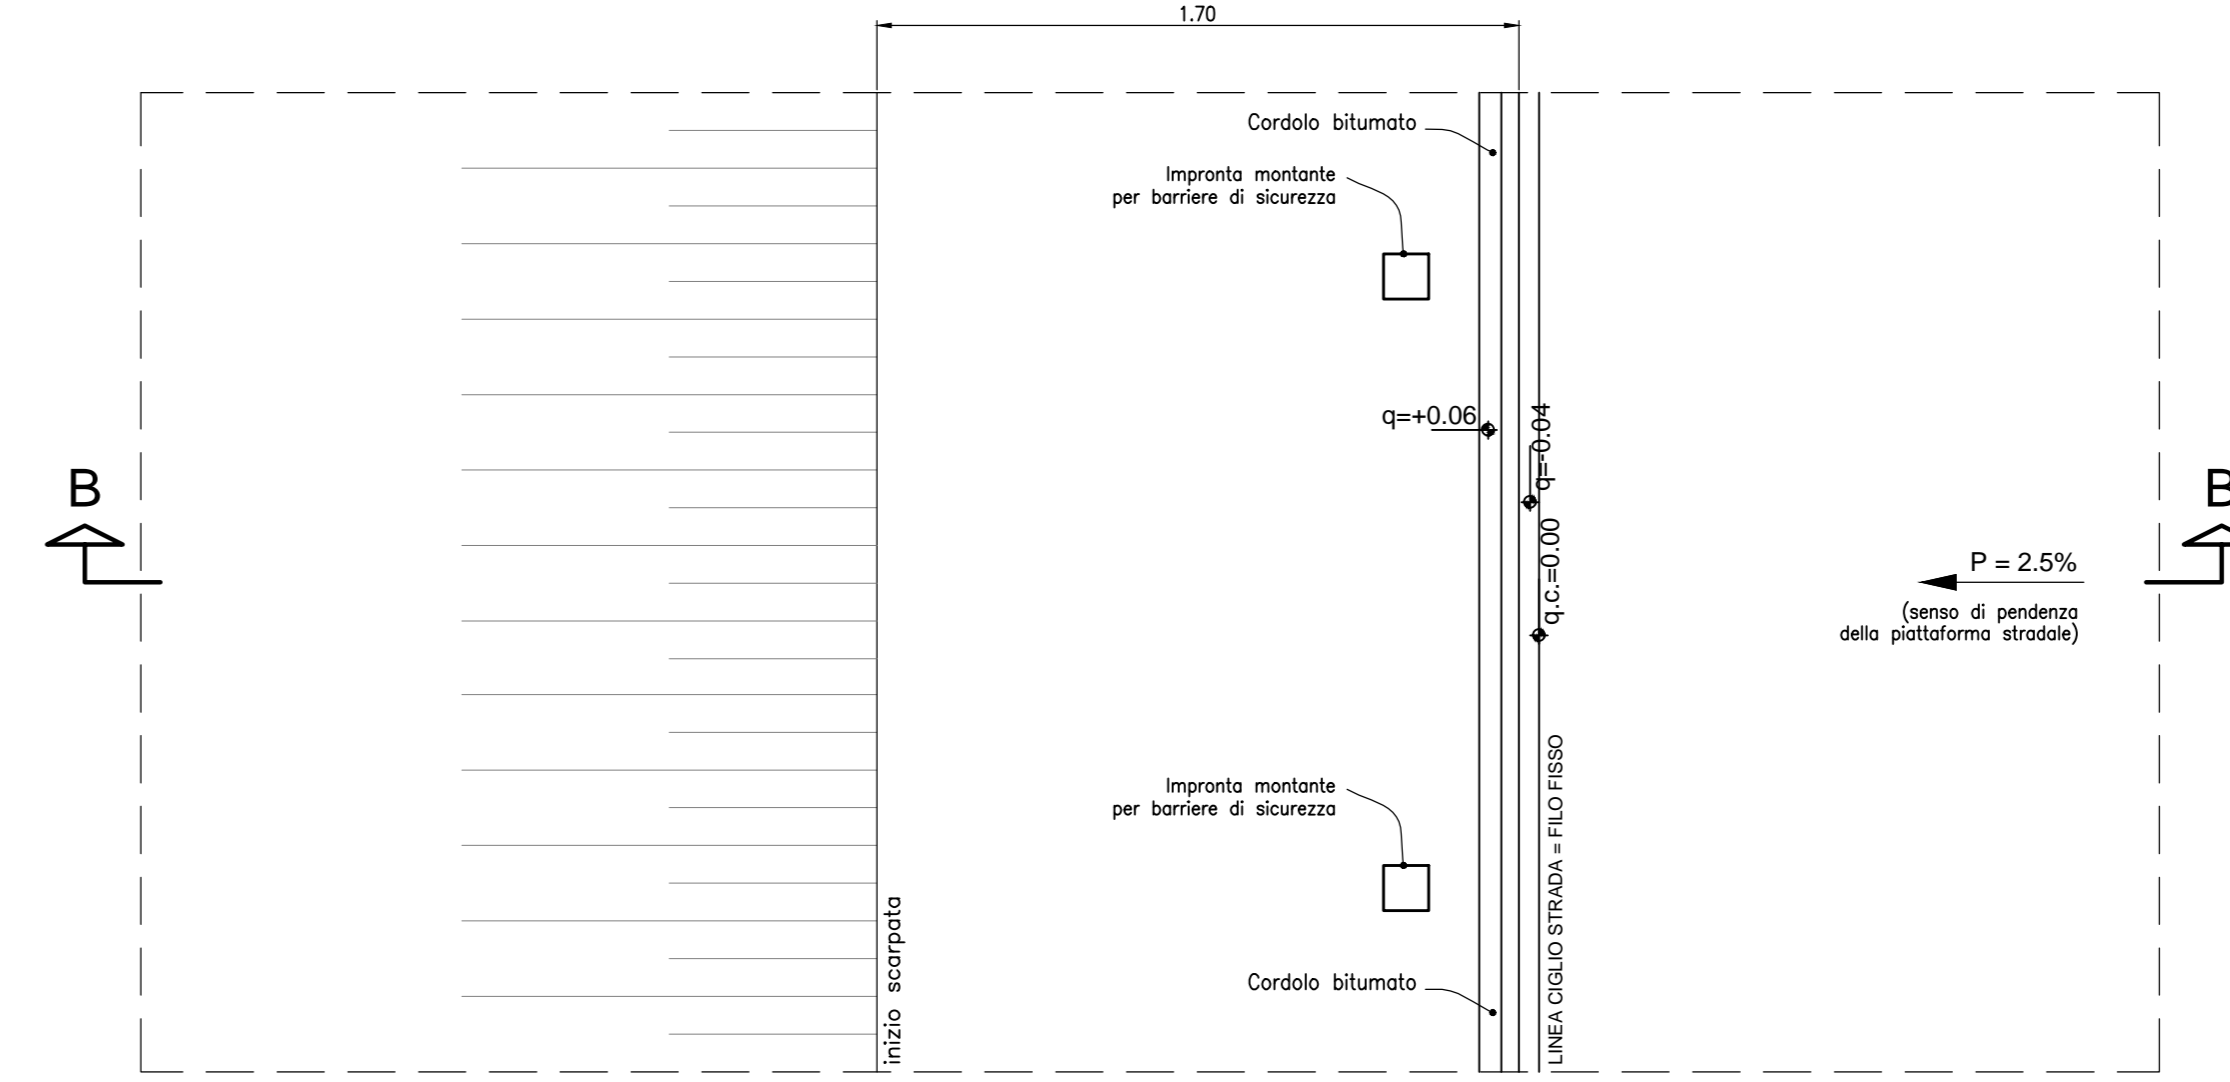 1.70
Cordolo bitumato
Impronta montante
per barriere di sicurezza
q=+0.06
q=-0.04
B
B
q.c.=0.00
P = 2.5%
(senso di pendenza
della piattaforma stradale)
LINEA CIGLIO STRADA = FILO FISSO
Impronta montante
per barriere di sicurezza
inizio scarpata
Cordolo bitumato